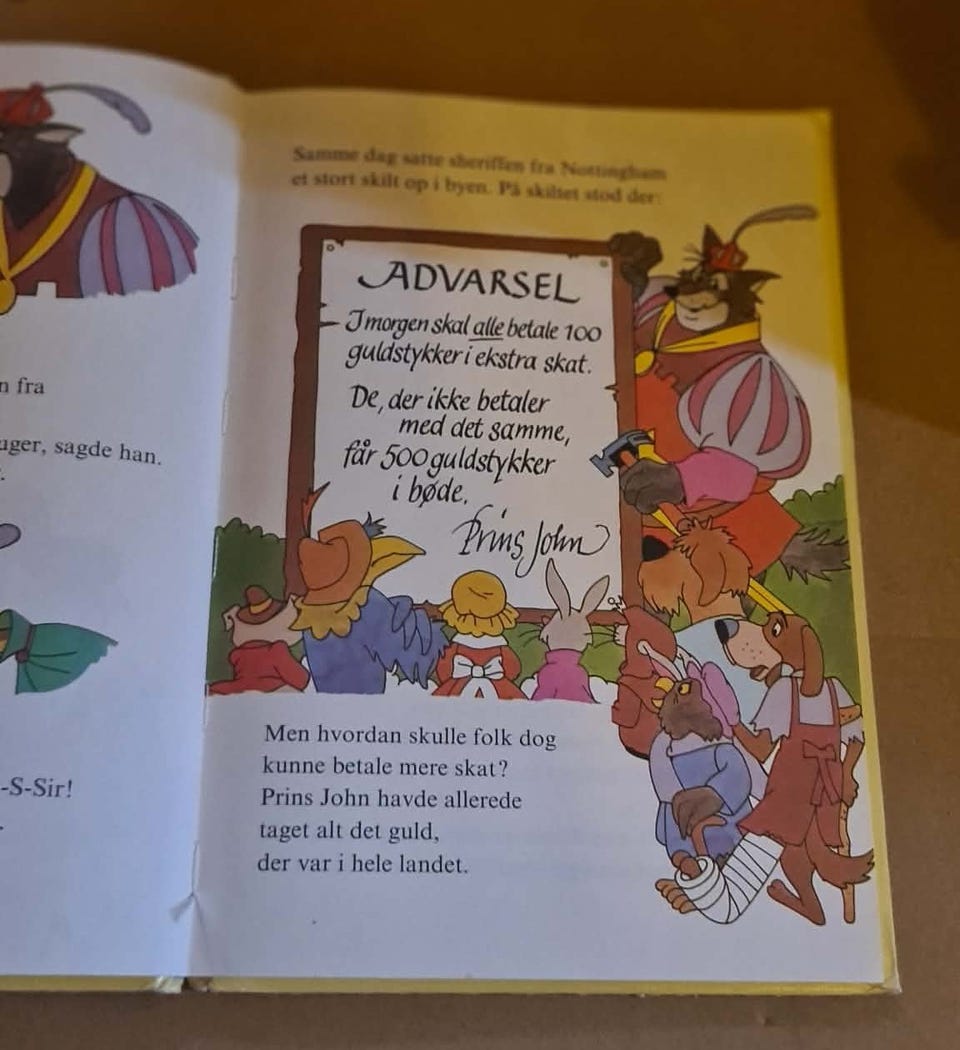 n fra
uger, sagde han.
-S-Sir!
Samme dag satte sheriffen fra Nottingham
et stort skilt op i byen. På skiltet stod der:
ADVARSEL
I morgen skal alle betale 100
guldstykker i ekstra skat.
De, der ikke betaler
med det samme,
får 500 guldstykker
i bøde.
Prins John
Men hvordan skulle folk dog
kunne betale mere skat?
Prins John havde allerede
taget alt det guld,
der var i hele landet.